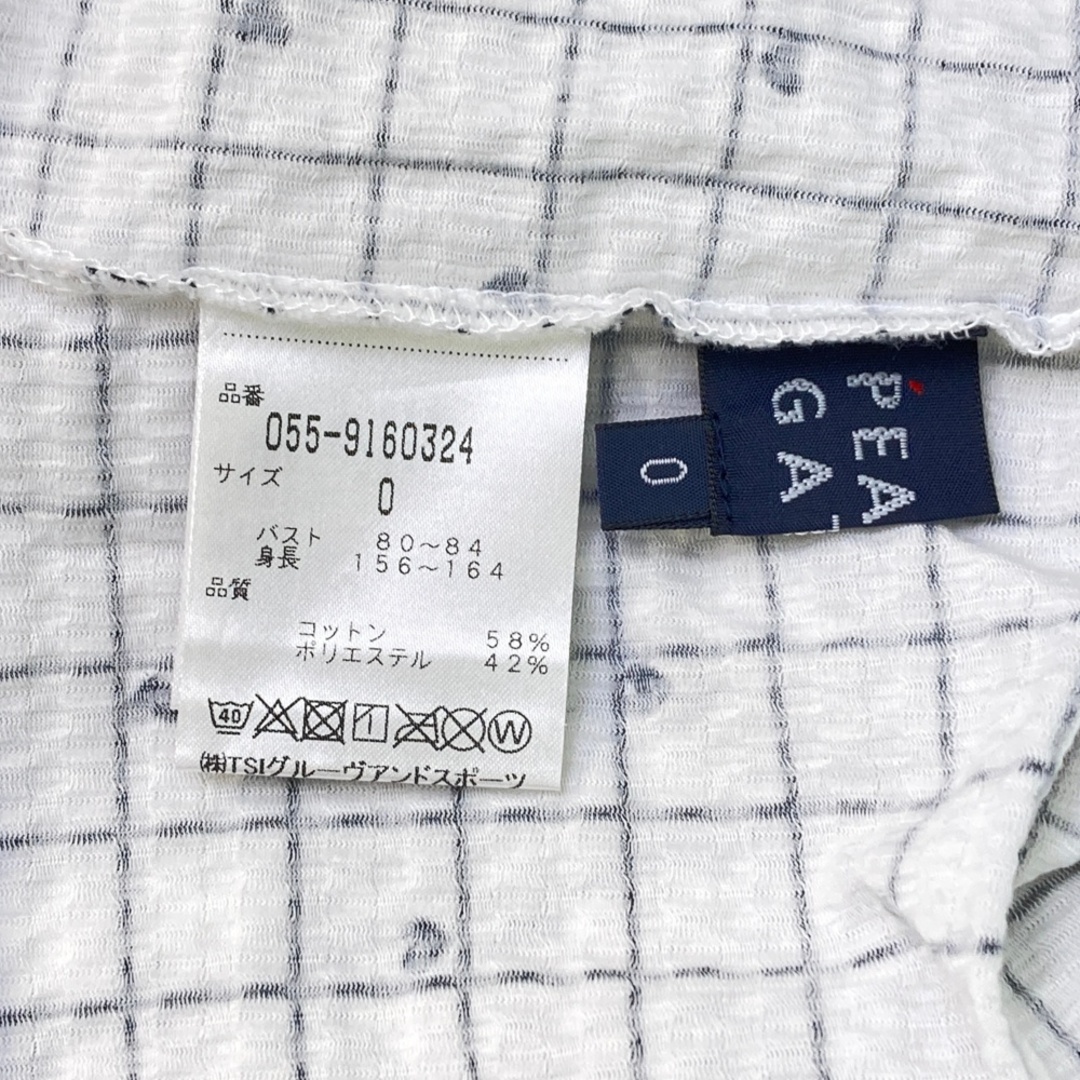 品番
055-9160324
サイズ
0
バスト 80～84
身長 156～164
品質
コットン 58%
ポリエステル 42%
40
W
㈱TSIグルーヴアンドスポーツ
0
PEA
GA